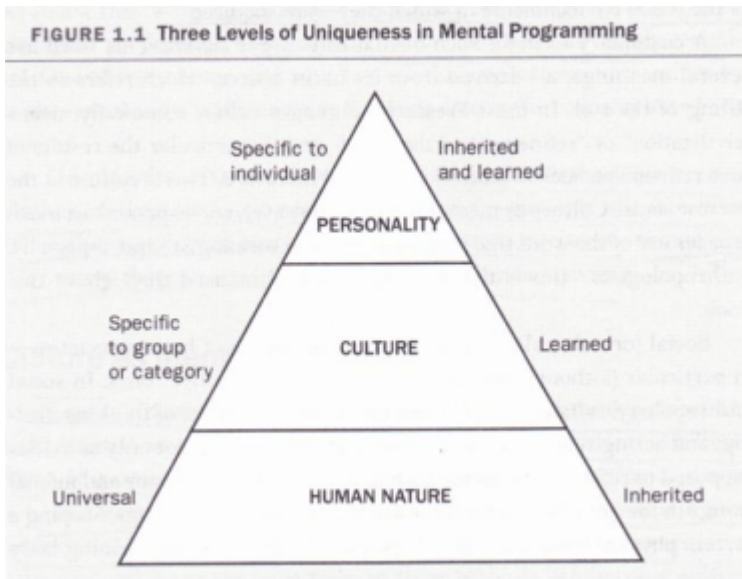 FIGURE 1.1 Three Levels of Uniqueness in Mental Programming
Specific to
individual
Inherited
and learned
PERSONALITY
Specific
to group
or category
CULTURE
Learned
Universal
HUMAN NATURE
Inherited